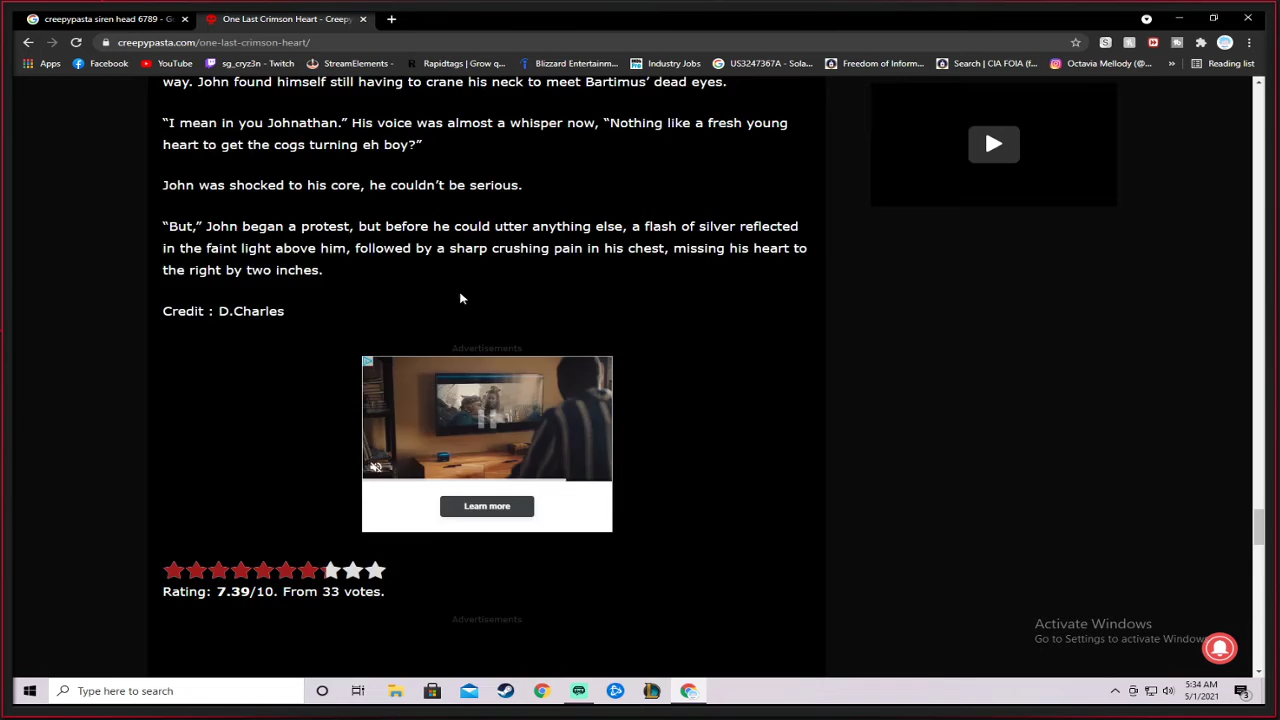 creepypasta siren head 6789 - G
One Last Crimson Heart - Creepy
creepypasta.com/one-last-crimson-heart/
Apps
Facebook
YouTube
sg_cryz3n - Twitch
StreamElements -
Rapidtags | Grow q...
Blizzard Entertainment...
Industry Jobs
US3247367A - Sola...
Freedom of Inform...
Search | CIA FOIA (f...
Octavia Mellody (@...
»
Reading list
way. John found himself still having to crane his neck to meet Bartimus’ dead eyes.
“I mean in you Johnathan.” His voice was almost a whisper now, “Nothing like a fresh young
heart to get the cogs turning eh boy?”
John was shocked to his core, he couldn’t be serious.
“But,” John began a protest, but before he could utter anything else, a flash of silver reflected
in the faint light above him, followed by a sharp crushing pain in his chest, missing his heart to
the right by two inches.
Credit : D.Charles
Advertisements
Learn more
Rating: 7.39/10. From 33 votes.
Advertisements
Activate Windows
Go to Settings to activate Windows
Type here to search
5:34 AM
5/1/2021
3